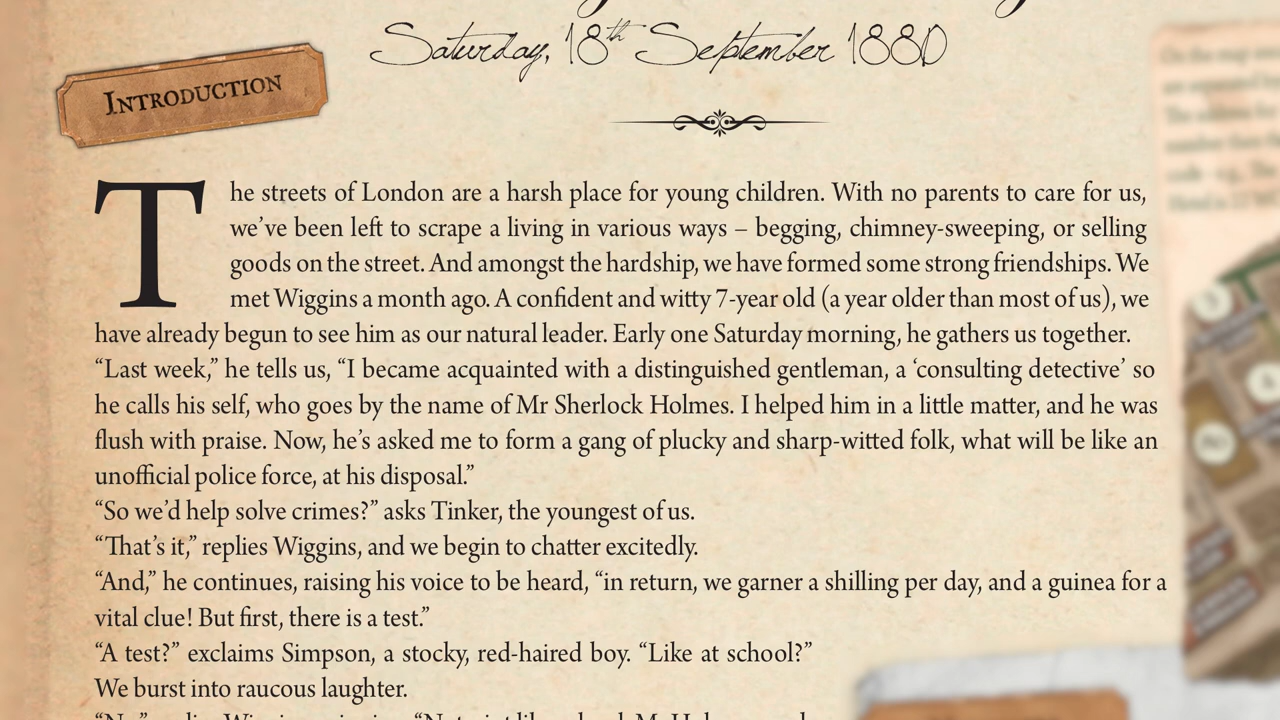 Saturday, 18th September 1880
INTRODUCTION
The streets of London are a harsh place for young children. With no parents to care for us,
we’ve been left to scrape a living in various ways – begging, chimney-sweeping, or selling
goods on the street. And amongst the hardship, we have formed some strong friendships. We
met Wiggins a month ago. A confident and witty 7-year old (a year older than most of us), we
have already begun to see him as our natural leader. Early one Saturday morning, he gathers us together.
“Last week,” he tells us, “I became acquainted with a distinguished gentleman, a ‘consulting detective’ so
he calls his self, who goes by the name of Mr Sherlock Holmes. I helped him in a little matter, and he was
flush with praise. Now, he’s asked me to form a gang of plucky and sharp-witted folk, what will be like an
unofficial police force, at his disposal.”
“So we’d help solve crimes?” asks Tinker, the youngest of us.
“That’s it,” replies Wiggins, and we begin to chatter excitedly.
“And,” he continues, raising his voice to be heard, “in return, we garner a shilling per day, and a guinea for a
vital clue! But first, there is a test.”
“A test?” exclaims Simpson, a stocky, red-haired boy. “Like at school?”
We burst into raucous laughter.